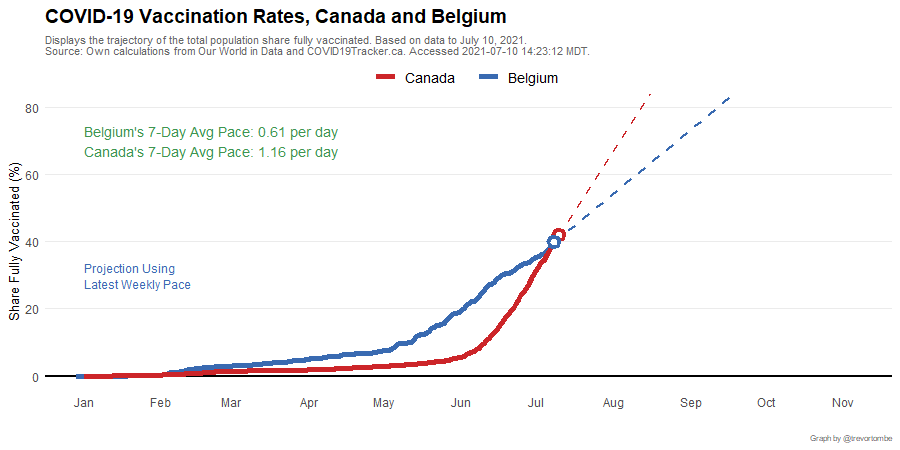 COVID-19 Vaccination Rates, Canada and Belgium
Displays the trajectory of the total population share fully vaccinated. Based on data to July 10, 2021.
Source: Own calculations from Our World in Data and COVID19Tracker.ca. Accessed 2021-07-10 14:23:12 MDT.
Canada Belgium
80
Belgium's 7-Day Avg Pace: 0.61 per day
Canada's 7-Day Avg Pace: 1.16 per day
60
Share Fully Vaccinated (%)
40
Projection Using
Latest Weekly Pace
20
0
Jan Feb Mar Apr May Jun Jul Aug Sep Oct Nov
Graph by @trevortombe